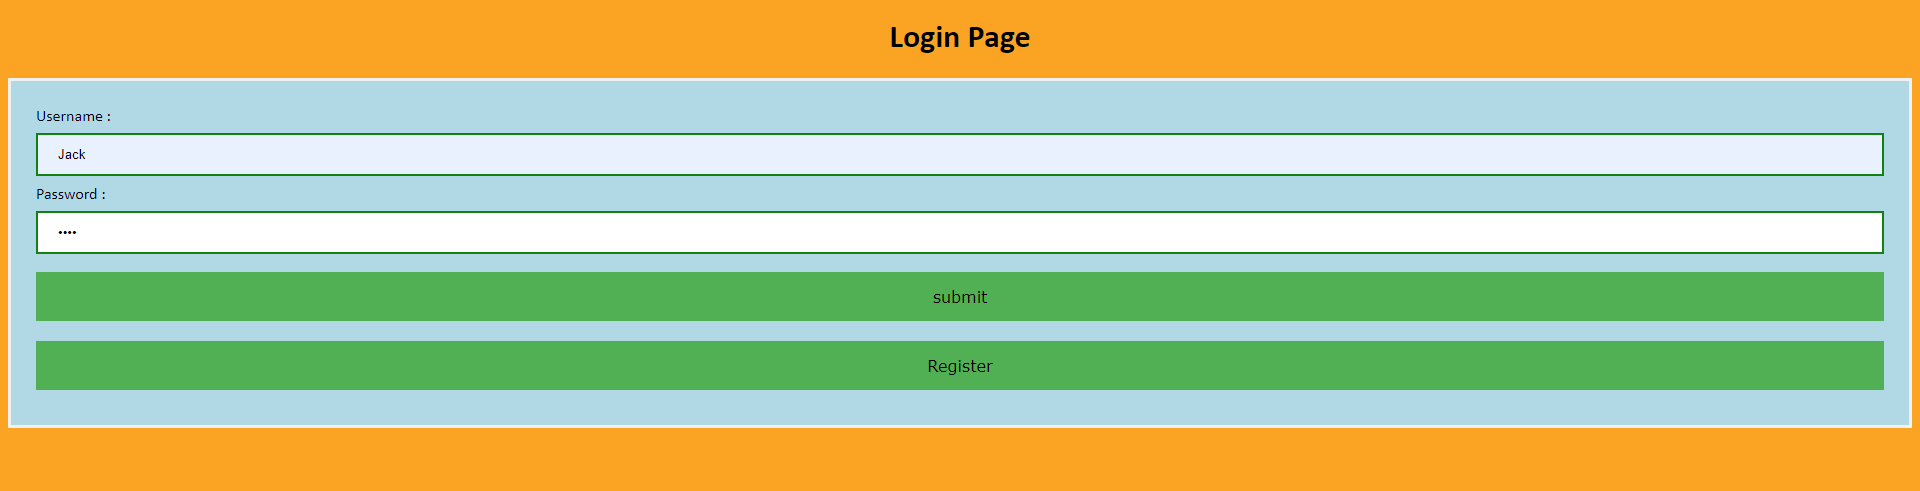 Login Page
Username :
Jack
Password :
••••
submit
Register